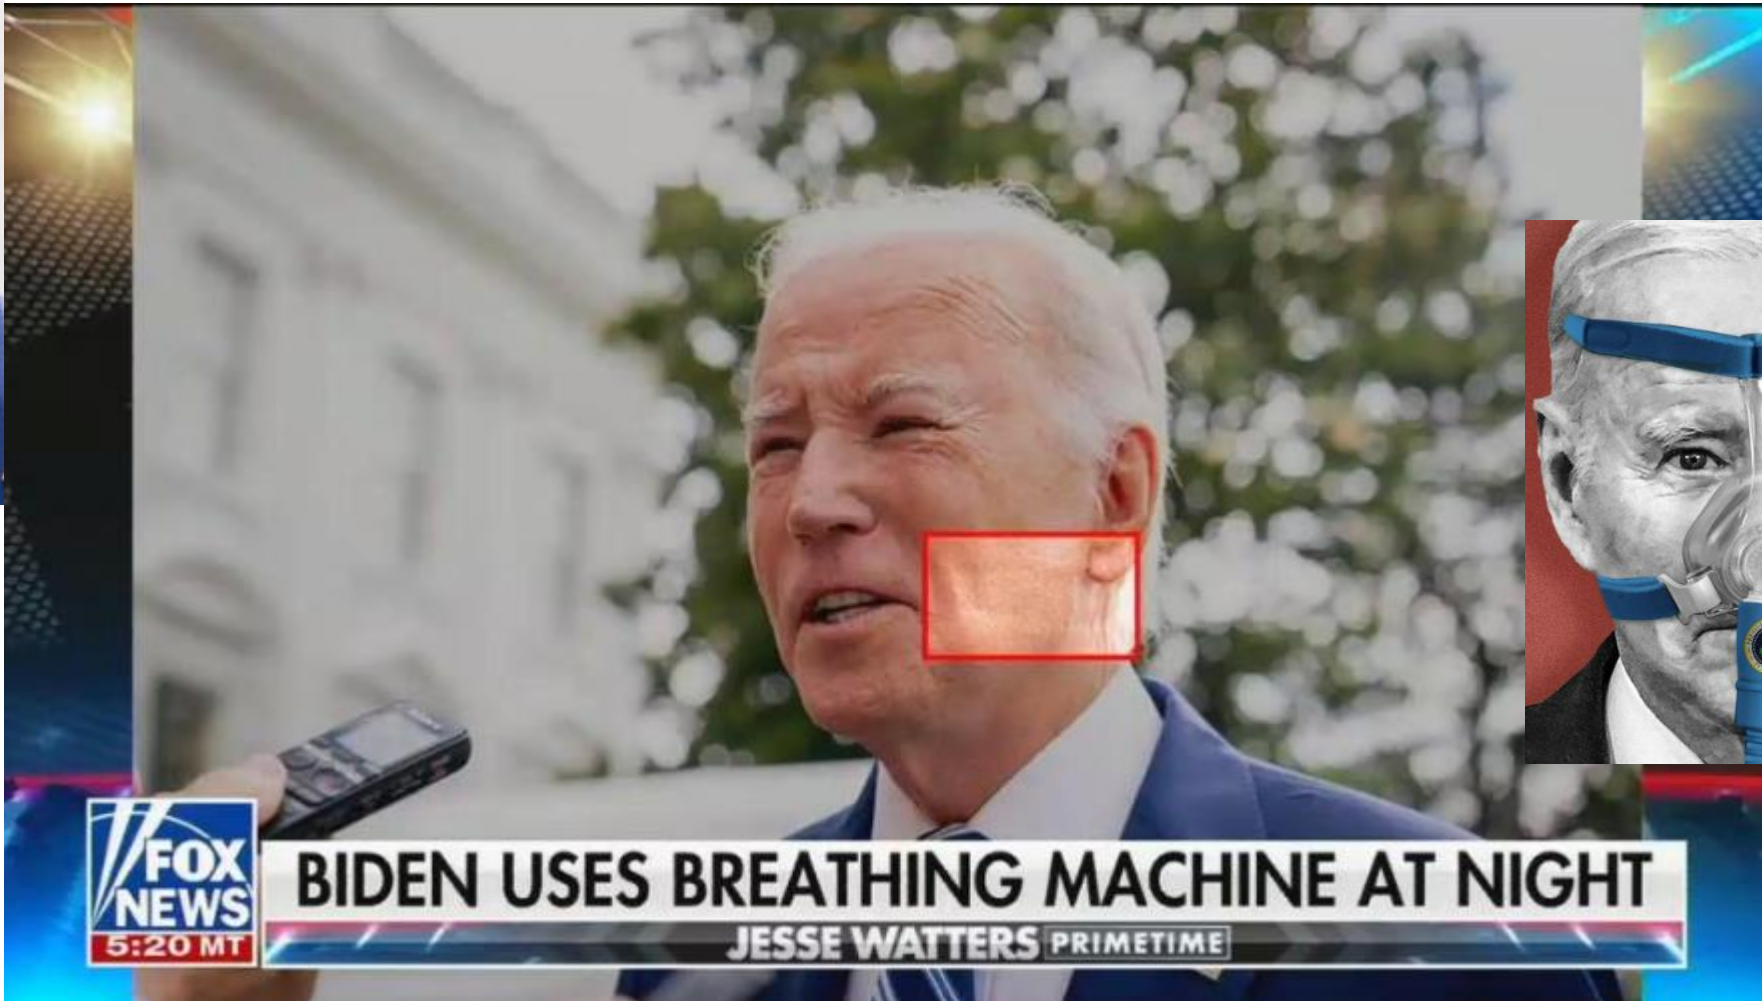 FOX
NEWS
5:20 MT
BIDEN USES BREATHING MACHINE AT NIGHT
JESSE WATTERS PRIMETIME